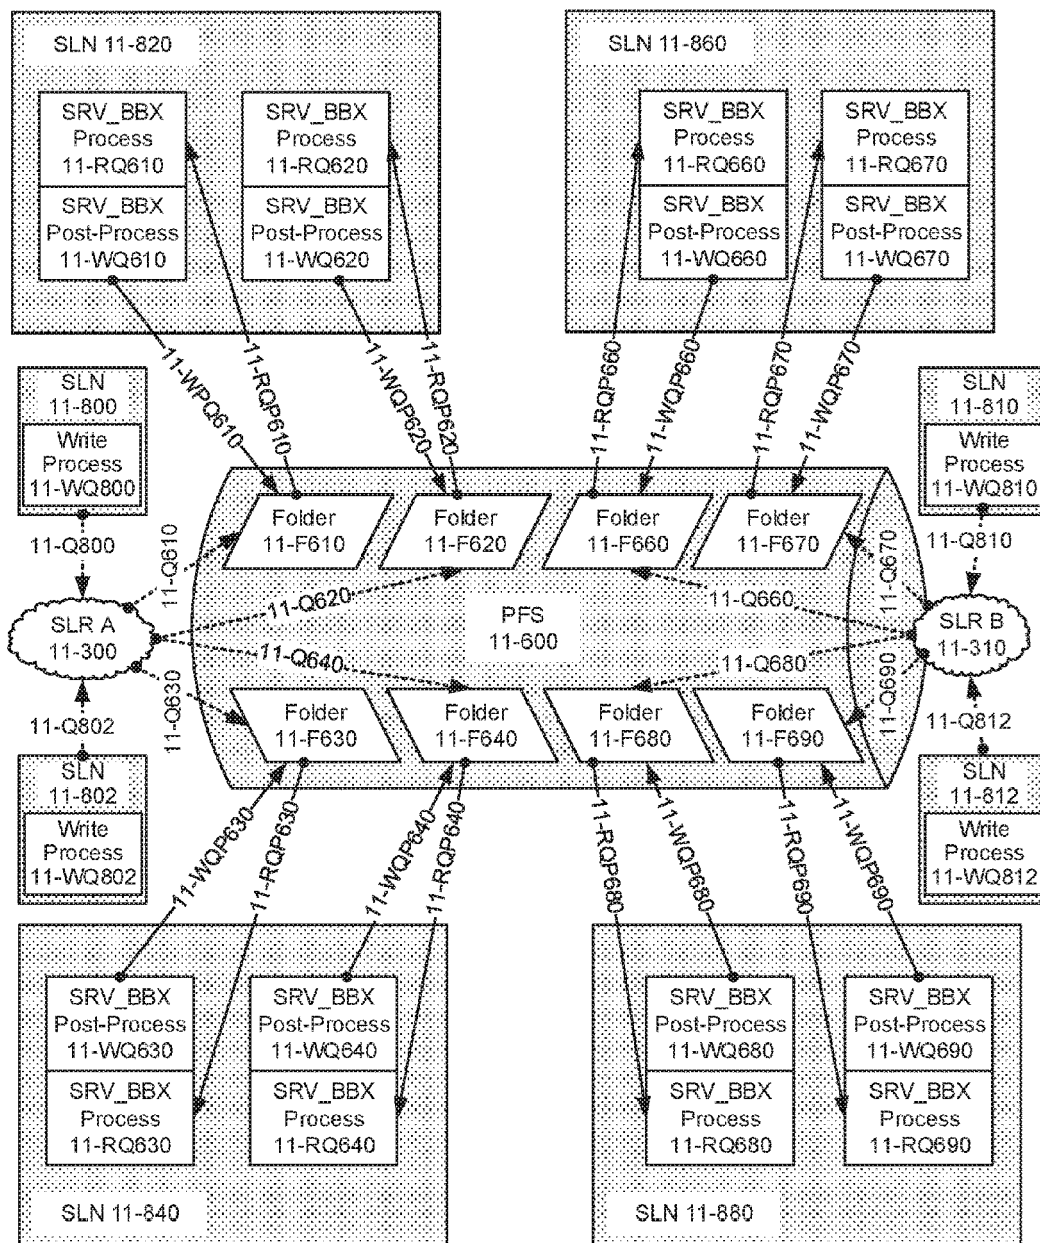 SLN 11-820
SRV_BBX
Process
11-RQ610
SRV_BBX
Post-Process
11-WQ610
SRV_BBX
Process
11-RQ620
SRV_BBX
Post-Process
11-WQ620
SLN 11-860
SRV_BBX
Process
11-RQ660
SRV_BBX
Post-Process
11-WQ660
SRV_BBX
Process
11-RQ670
SRV_BBX
Post-Process
11-WQ670
11-WPQ610
11-RQP610
11-WQP620
11-RQP620
11-RQP660
11-WQP660
11-RQP670
11-WQP670
SLN
11-800
Write
Process
11-WQ800
SLN
11-810
Write
Process
11-WQ810
11-Q800
11-Q610
Folder
11-F610
Folder
11-F620
Folder
11-F660
Folder
11-F670
11-Q670
11-Q810
SLR A
11-300
11-Q620
11-Q640
PFS
11-600
11-Q660
11-Q680
SLR B
11-310
11-Q802
11-Q630
Folder
11-F630
Folder
11-F640
Folder
11-F680
Folder
11-F690
11-Q690
11-Q812
SLN
11-802
Write
Process
11-WQ802
SLN
11-812
Write
Process
11-WQ812
11-WQP630
11-RQP630
11-WQP640
11-RQP640
11-RQP680
11-WQP680
11-RQP690
11-WQP690
SRV_BBX
Post-Process
11-WQ630
SRV_BBX
Process
11-RQ630
SRV_BBX
Post-Process
11-WQ640
SRV_BBX
Process
11-RQ640
SLN 11-840
SRV_BBX
Post-Process
11-WQ680
SRV_BBX
Process
11-RQ680
SRV_BBX
Post-Process
11-WQ690
SRV_BBX
Process
11-RQ690
SLN 11-880